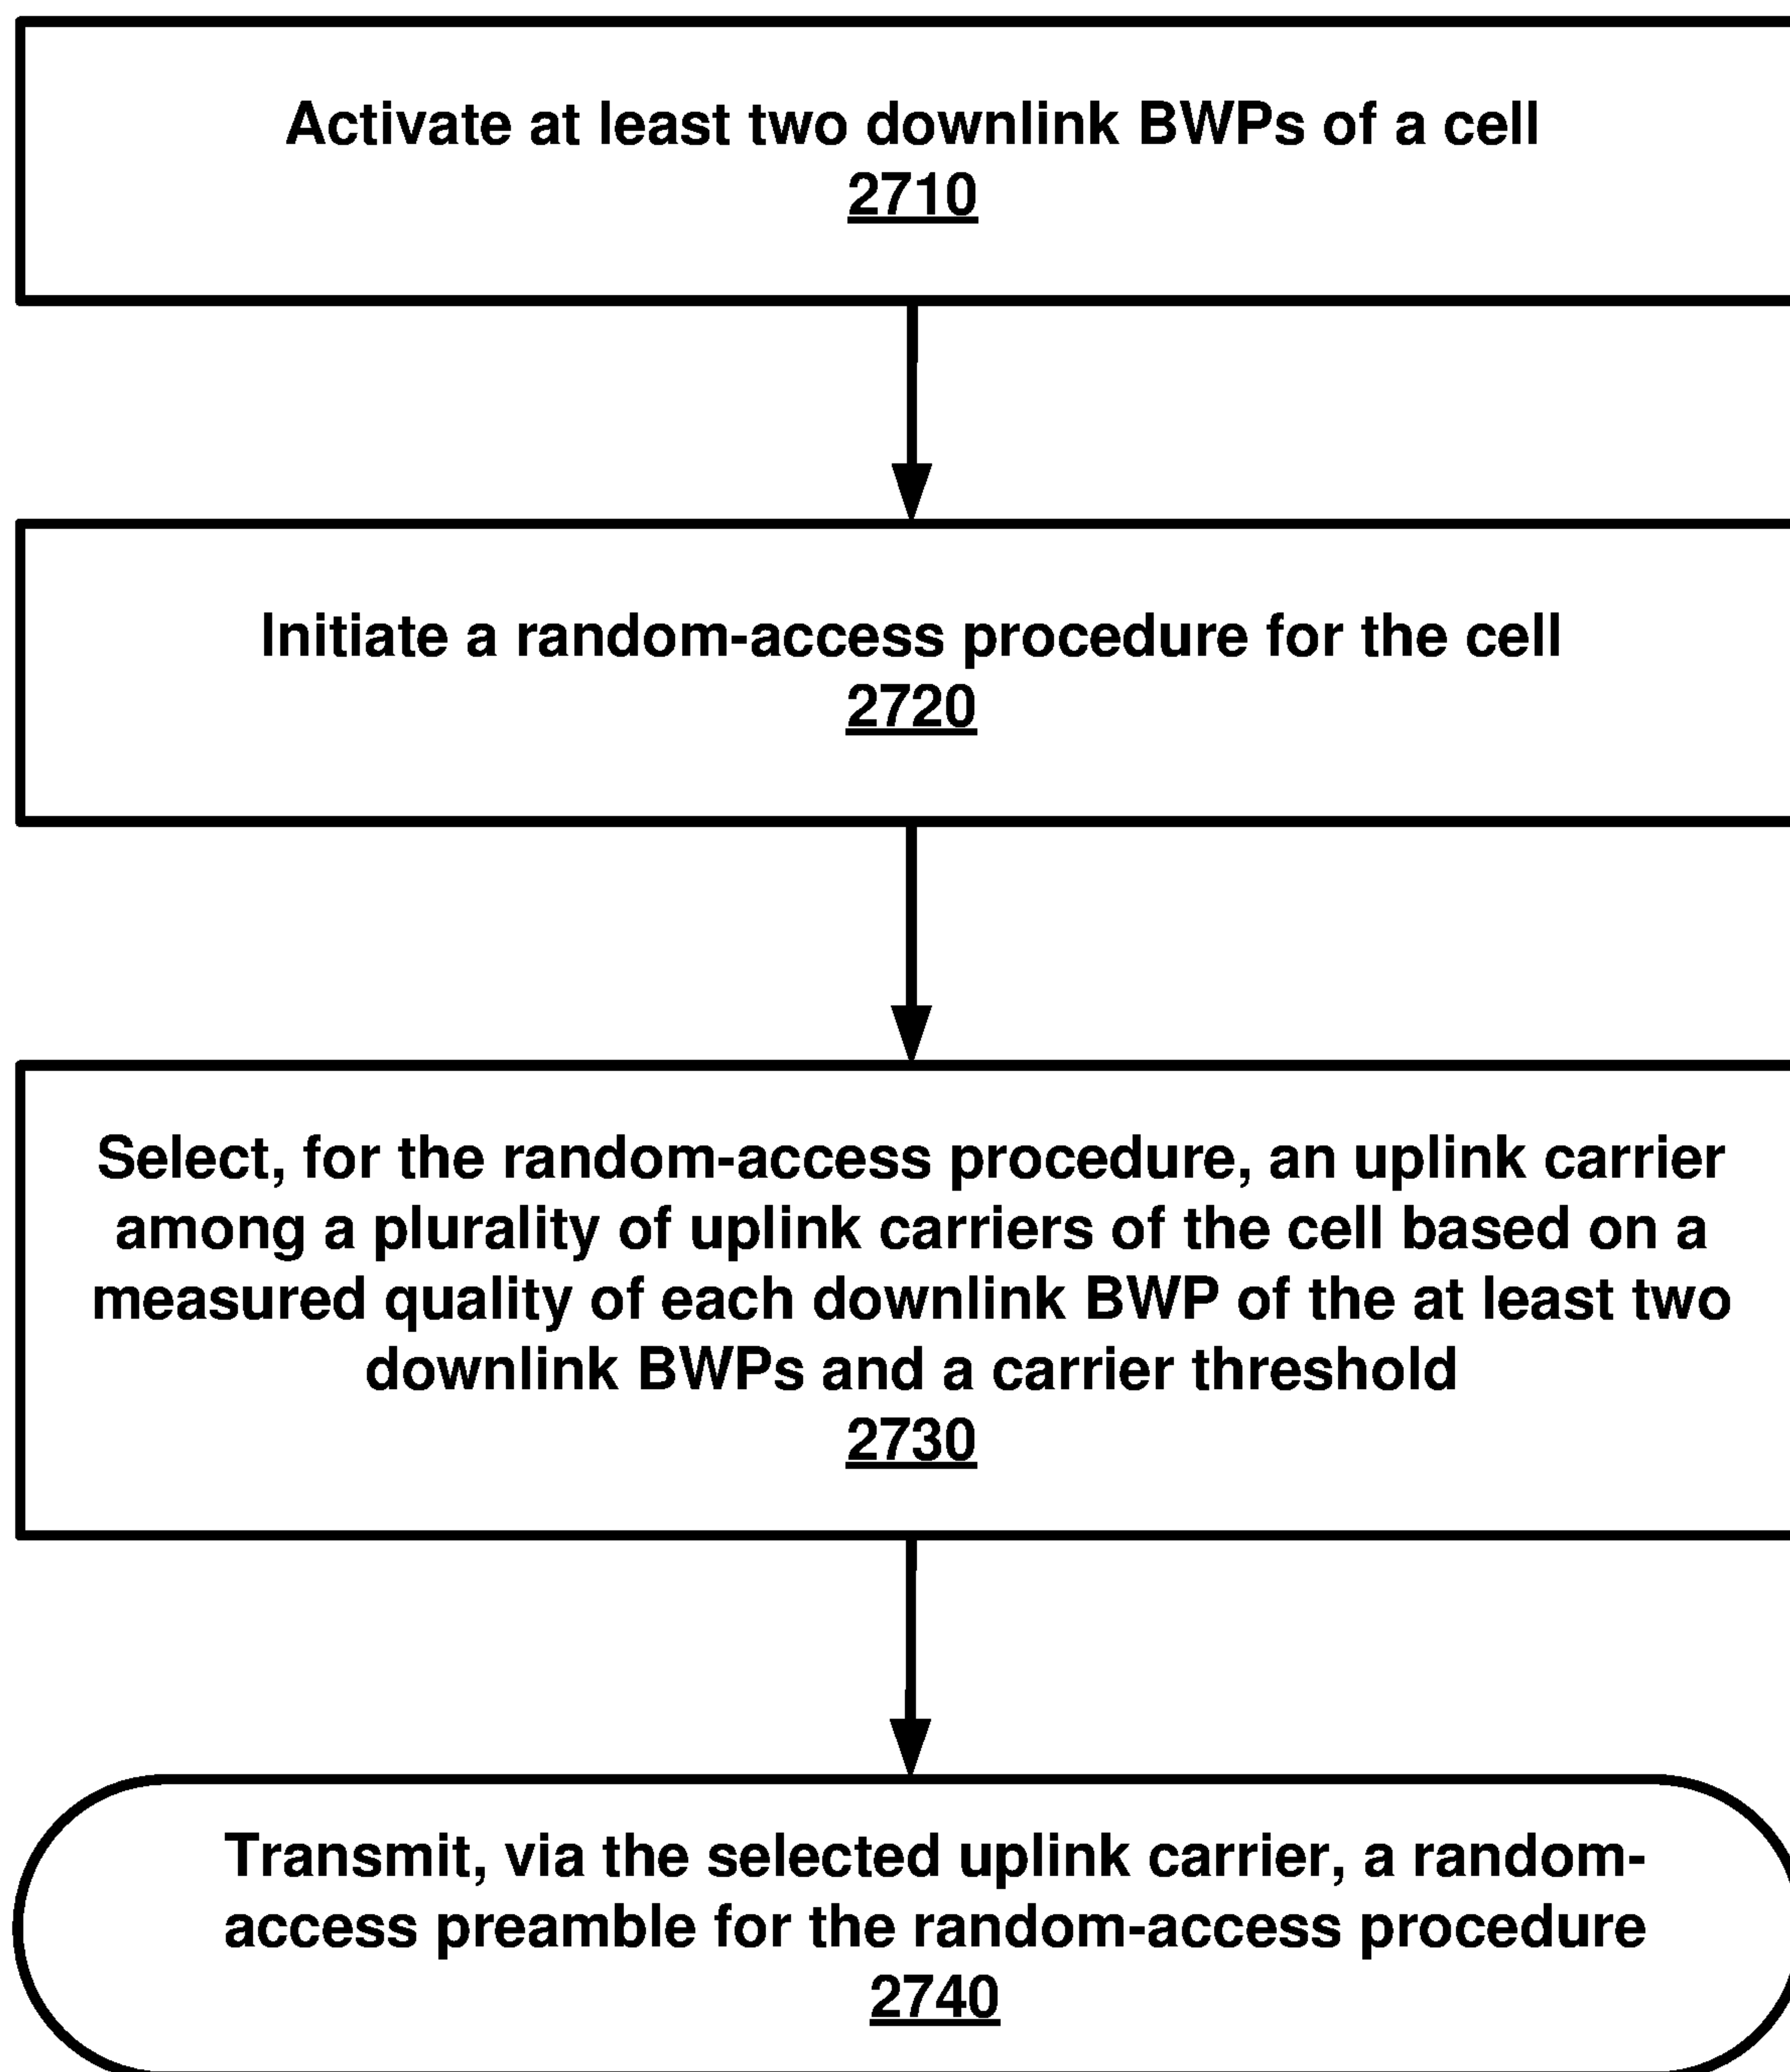 Activate at least two downlink BWPs of a cell
2710
Initiate a random-access procedure for the cell
2720
Select, for the random-access procedure, an uplink carrier
among a plurality of uplink carriers of the cell based on a
measured quality of each downlink BWP of the at least two
downlink BWPs and a carrier threshold
2730
Transmit, via the selected uplink carrier, a random-
access preamble for the random-access procedure
2740